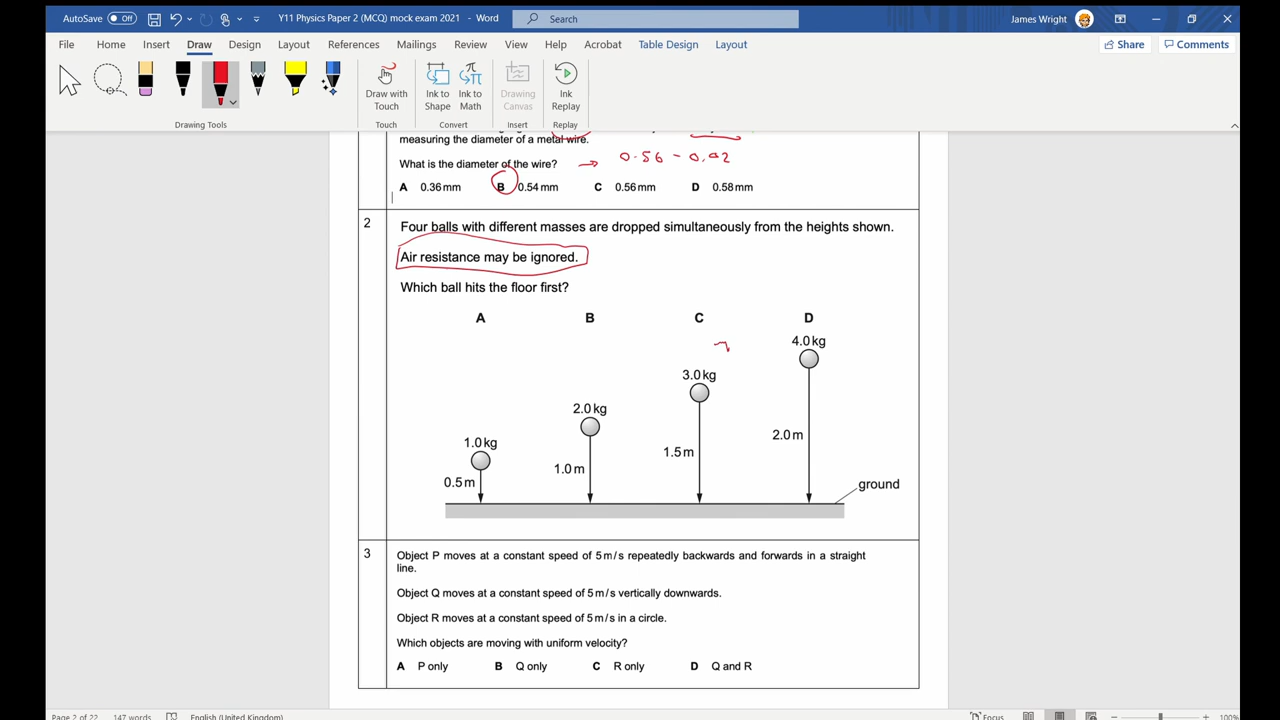 AutoSave Off Y11 Physics Paper 2 (MCQ) mock exam 2021 - Word Search James Wright
File Home Insert Draw Design Layout References Mailings Review View Help Acrobat Table Design Layout Share Comments
Draw with Touch
Ink to Shape
Ink to Math
Drawing Canvas
Ink Replay
Drawing Tools Touch Convert Insert Replay
measuring the diameter of a metal wire.
What is the diameter of the wire? → 0.56 - 0.02
A 0.36 mm B 0.54 mm C 0.56 mm D 0.58 mm
2
Four balls with different masses are dropped simultaneously from the heights shown.
Air resistance may be ignored.
Which ball hits the floor first?
A B C D
4.0 kg
3.0 kg
2.0 kg
2.0 m
1.0 kg
1.5 m
1.0 m
0.5 m
ground
3
Object P moves at a constant speed of 5 m/s repeatedly backwards and forwards in a straight
line.
Object Q moves at a constant speed of 5 m/s vertically downwards.
Object R moves at a constant speed of 5 m/s in a circle.
Which objects are moving with uniform velocity?
A P only B Q only C R only D Q and R
Page 2 of 22 147 words English (United Kingdom) Focus 100%